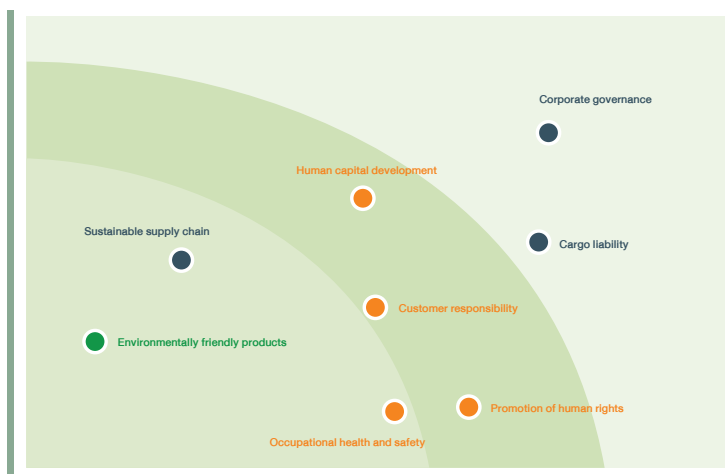 Corporate governance
Human capital development
Sustainable supply chain
Cargo liability
Customer responsibility
Environmentally friendly products
Promotion of human rights
Occupational health and safety